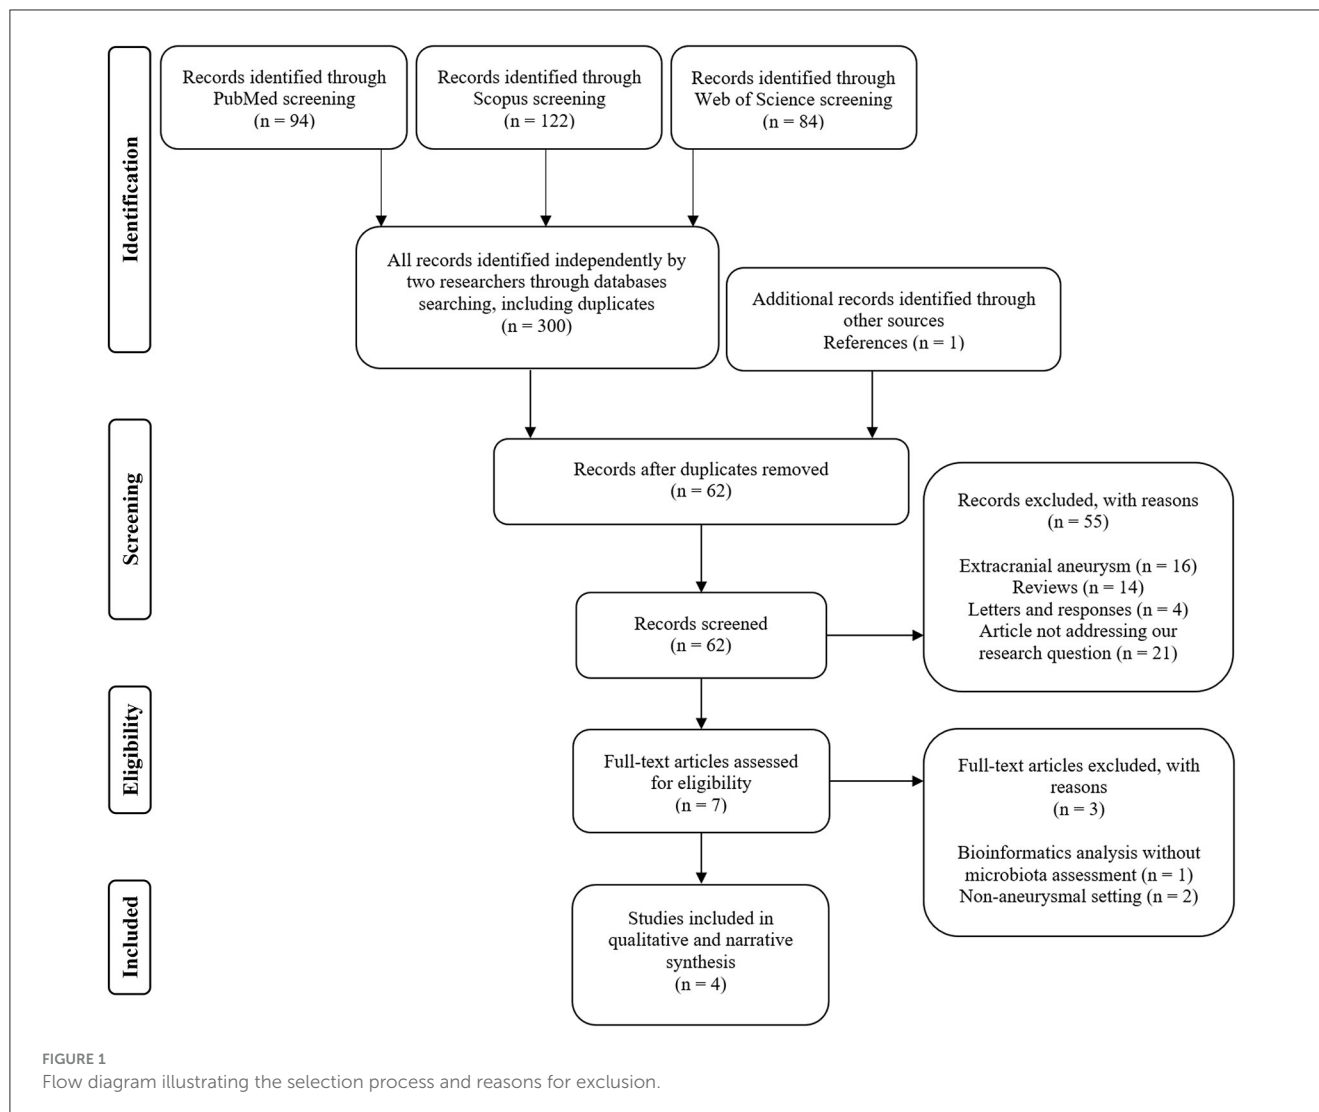 Identification
Records identified through
PubMed screening
(n = 94)
Records identified through
Scopus screening
(n = 122)
Records identified through
Web of Science screening
(n = 84)
All records identified independently by
two researchers through databases
searching, including duplicates
(n = 300)
Additional records identified through
other sources
References (n = 1)
Screening
Records after duplicates removed
(n = 62)
Records screened
(n = 62)
Records excluded, with reasons
(n = 55)
Extracranial aneurysm (n = 16)
Reviews (n = 14)
Letters and responses (n = 4)
Article not addressing our
research question (n = 21)
Eligibility
Full-text articles assessed
for eligibility
(n = 7)
Full-text articles excluded, with
reasons
(n = 3)
Bioinformatics analysis without
microbiota assessment (n = 1)
Non-aneurysmal setting (n = 2)
Included
Studies included in
qualitative and narrative
synthesis
(n = 4)
FIGURE 1
Flow diagram illustrating the selection process and reasons for exclusion.